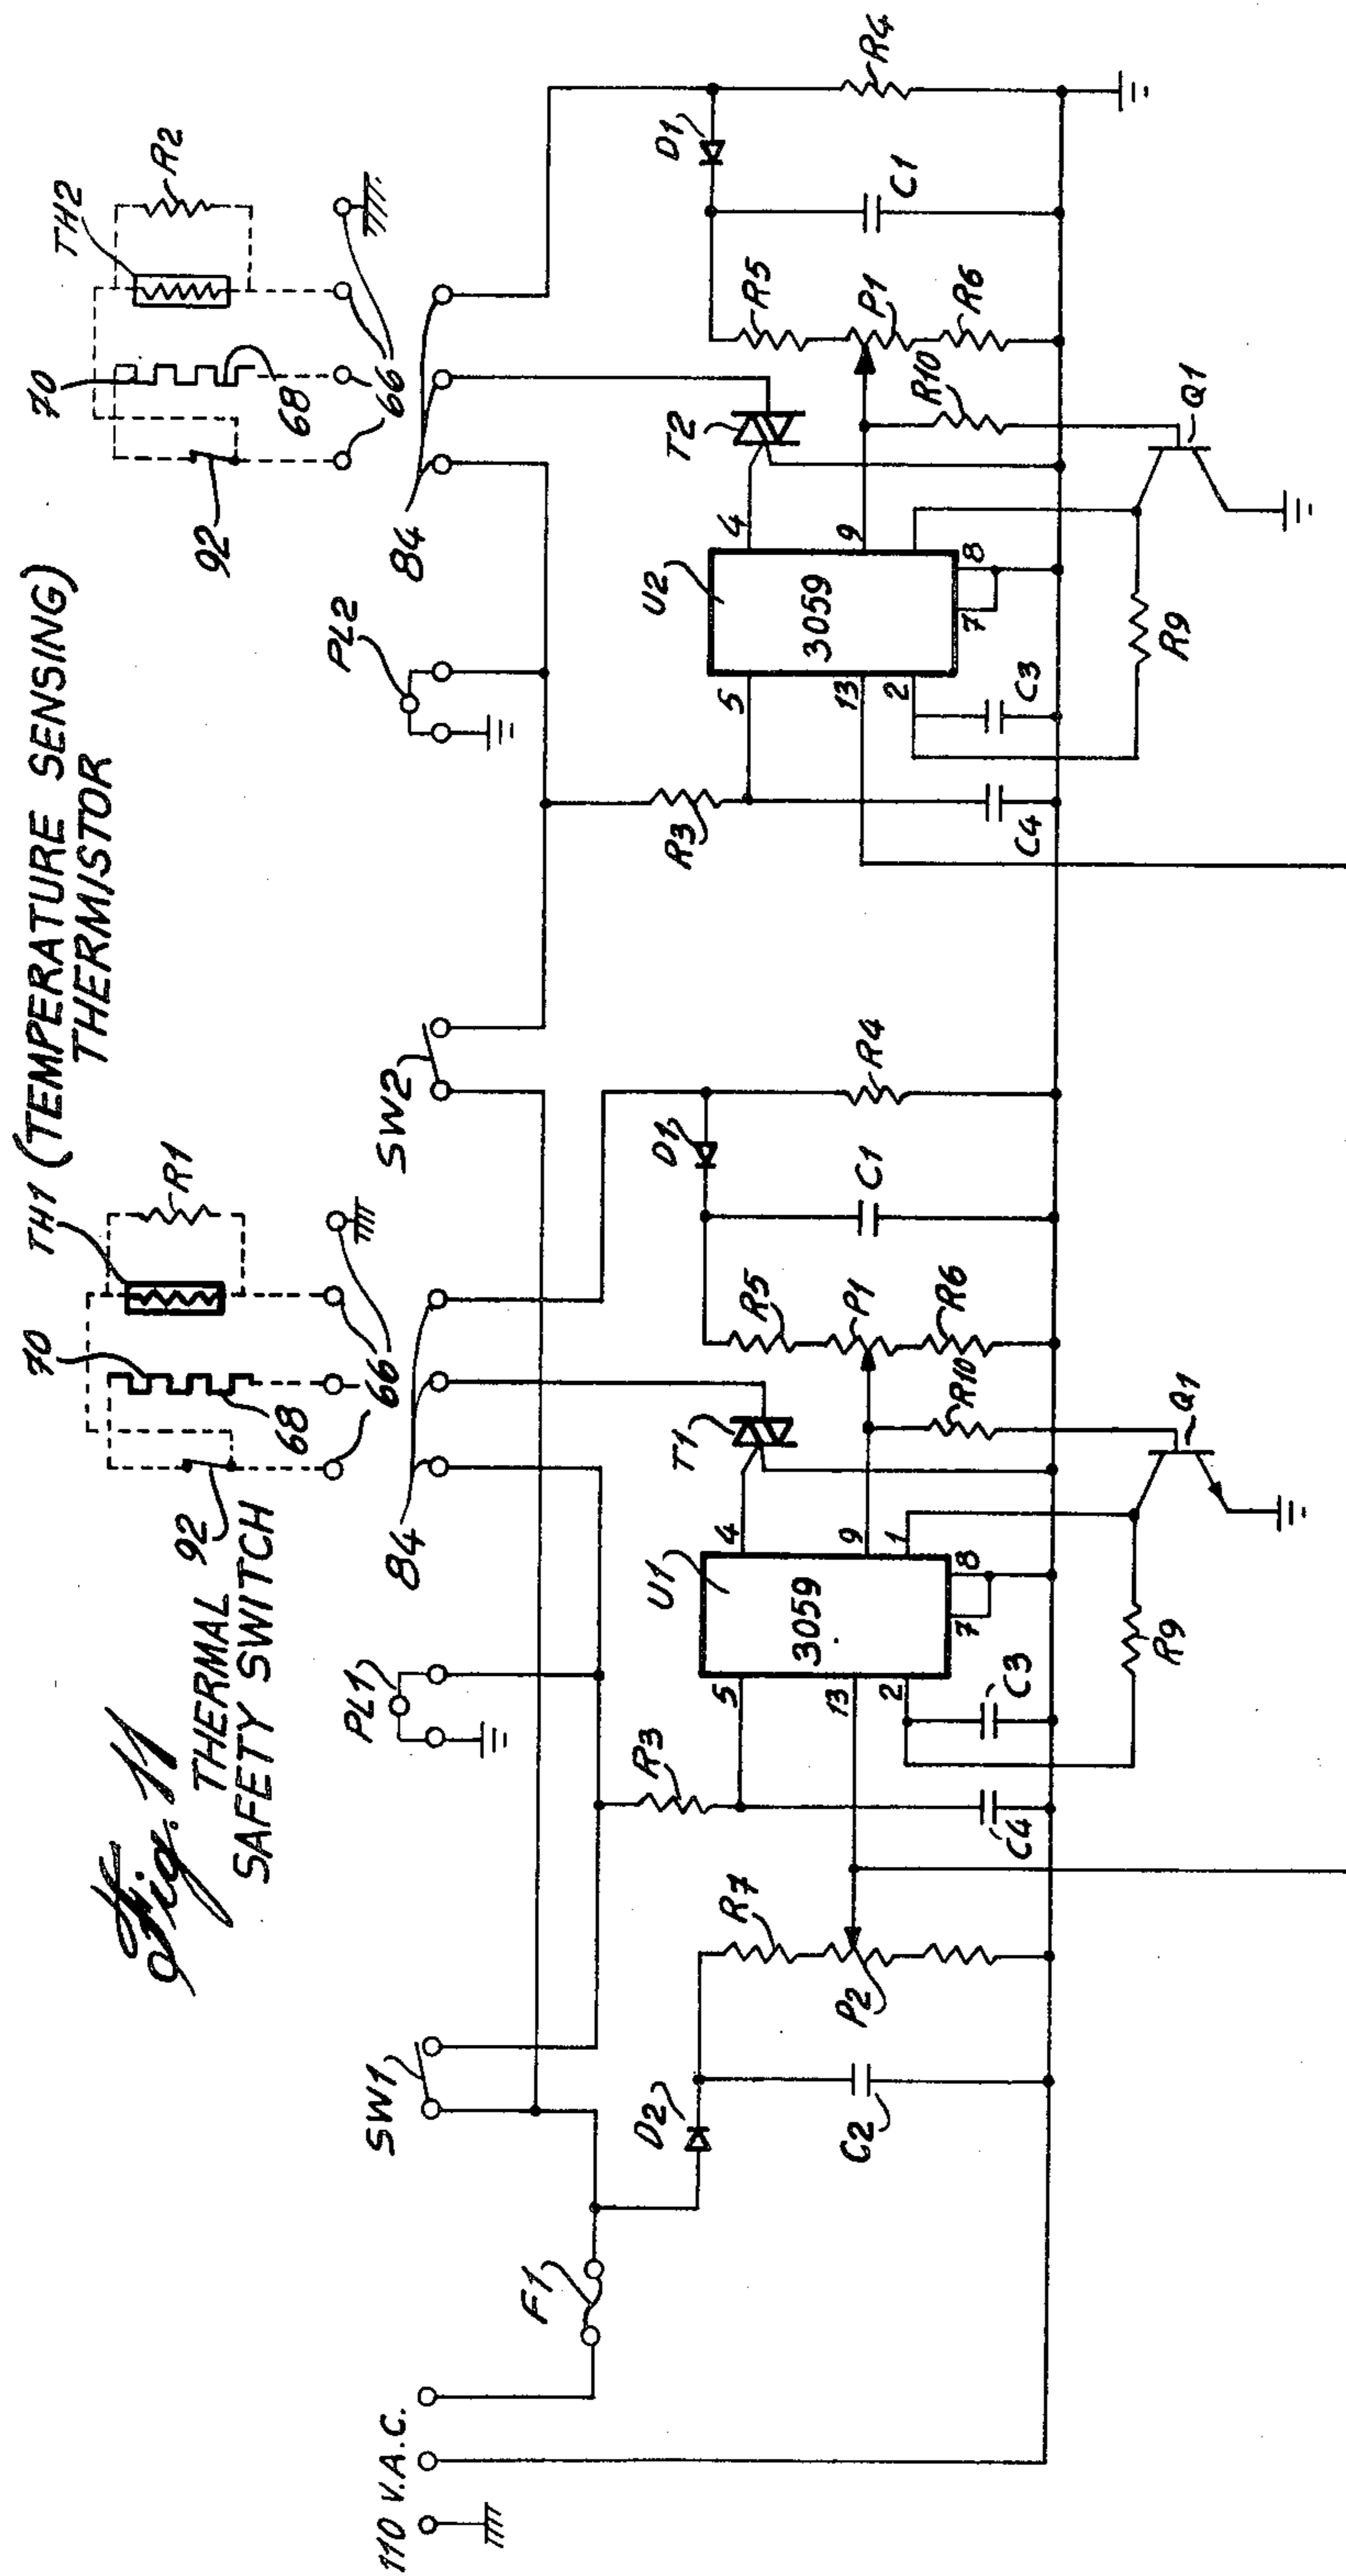 Fig. 11
TH1 (TEMPERATURE SENSING)
THERMISTOR
THERMAL
SAFETY SWITCH
70
R1
92
68
66
84
70
TH2
R2
92
68
66
84
110 V.A.C.
F1
SW1
PL1
SW2
PL2
D2
C2
R7
P2
R3
C4
5
13
2
C3
U1
3059
4
9
1
7
8
R9
T1
R10
Q1
R5
P1
R6
D1
C1
R4
R3
C4
5
13
2
C3
U2
3059
4
9
7
8
R9
T2
R10
Q1
R5
P1
R6
D1
C1
R4